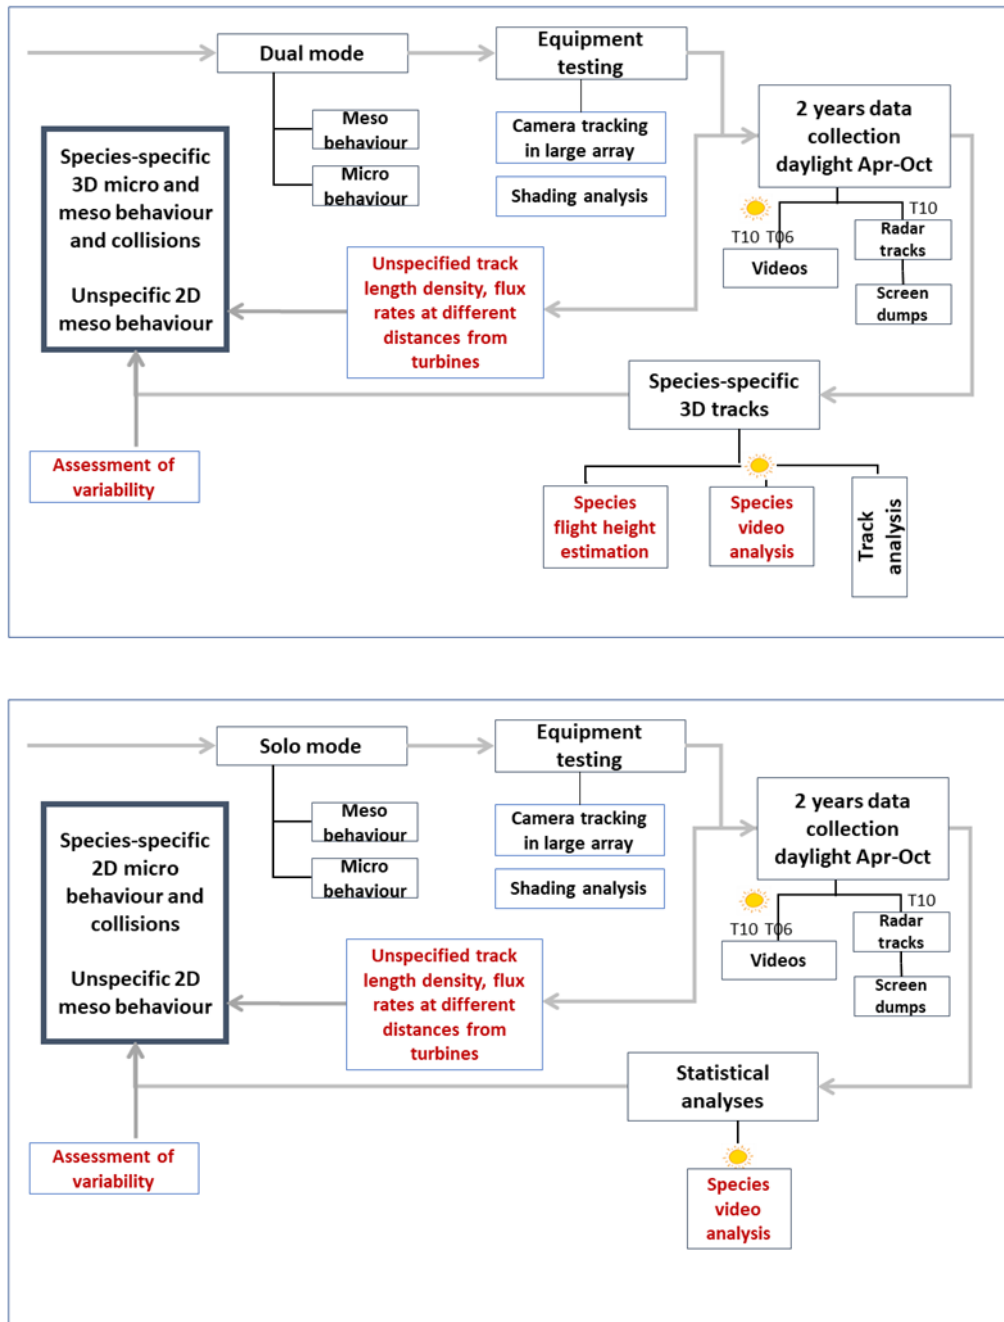 Dual mode
Equipment
testing
Meso
behaviour
Micro
behaviour
Camera tracking
in large array
Shading analysis
2 years data
collection
daylight Apr-Oct
T10 T06
Videos
T10
Radar
tracks
Screen
dumps
Species-specific
3D micro and
meso behaviour
and collisions
Unspecific 2D
meso behaviour
Unspecified track
length density, flux
rates at different
distances from
turbines
Species-specific
3D tracks
Assessment of
variability
Species
flight height
estimation
Species
video
analysis
Track
analysis
Solo mode
Equipment
testing
Meso
behaviour
Micro
behaviour
Camera tracking
in large array
Shading analysis
2 years data
collection
daylight Apr-Oct
T10 T06
Videos
T10
Radar
tracks
Screen
dumps
Species-specific
2D micro
behaviour and
collisions
Unspecific 2D
meso behaviour
Unspecified track
length density, flux
rates at different
distances from
turbines
Statistical
analyses
Assessment of
variability
Species
video
analysis